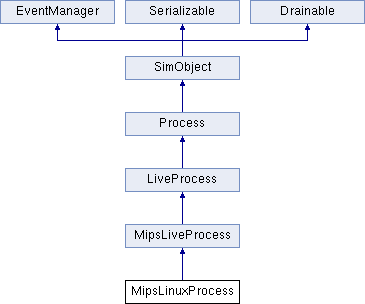 EventManager Serializable Drainable
SimObject
Process
LiveProcess
MipsLiveProcess
MipsLinuxProcess